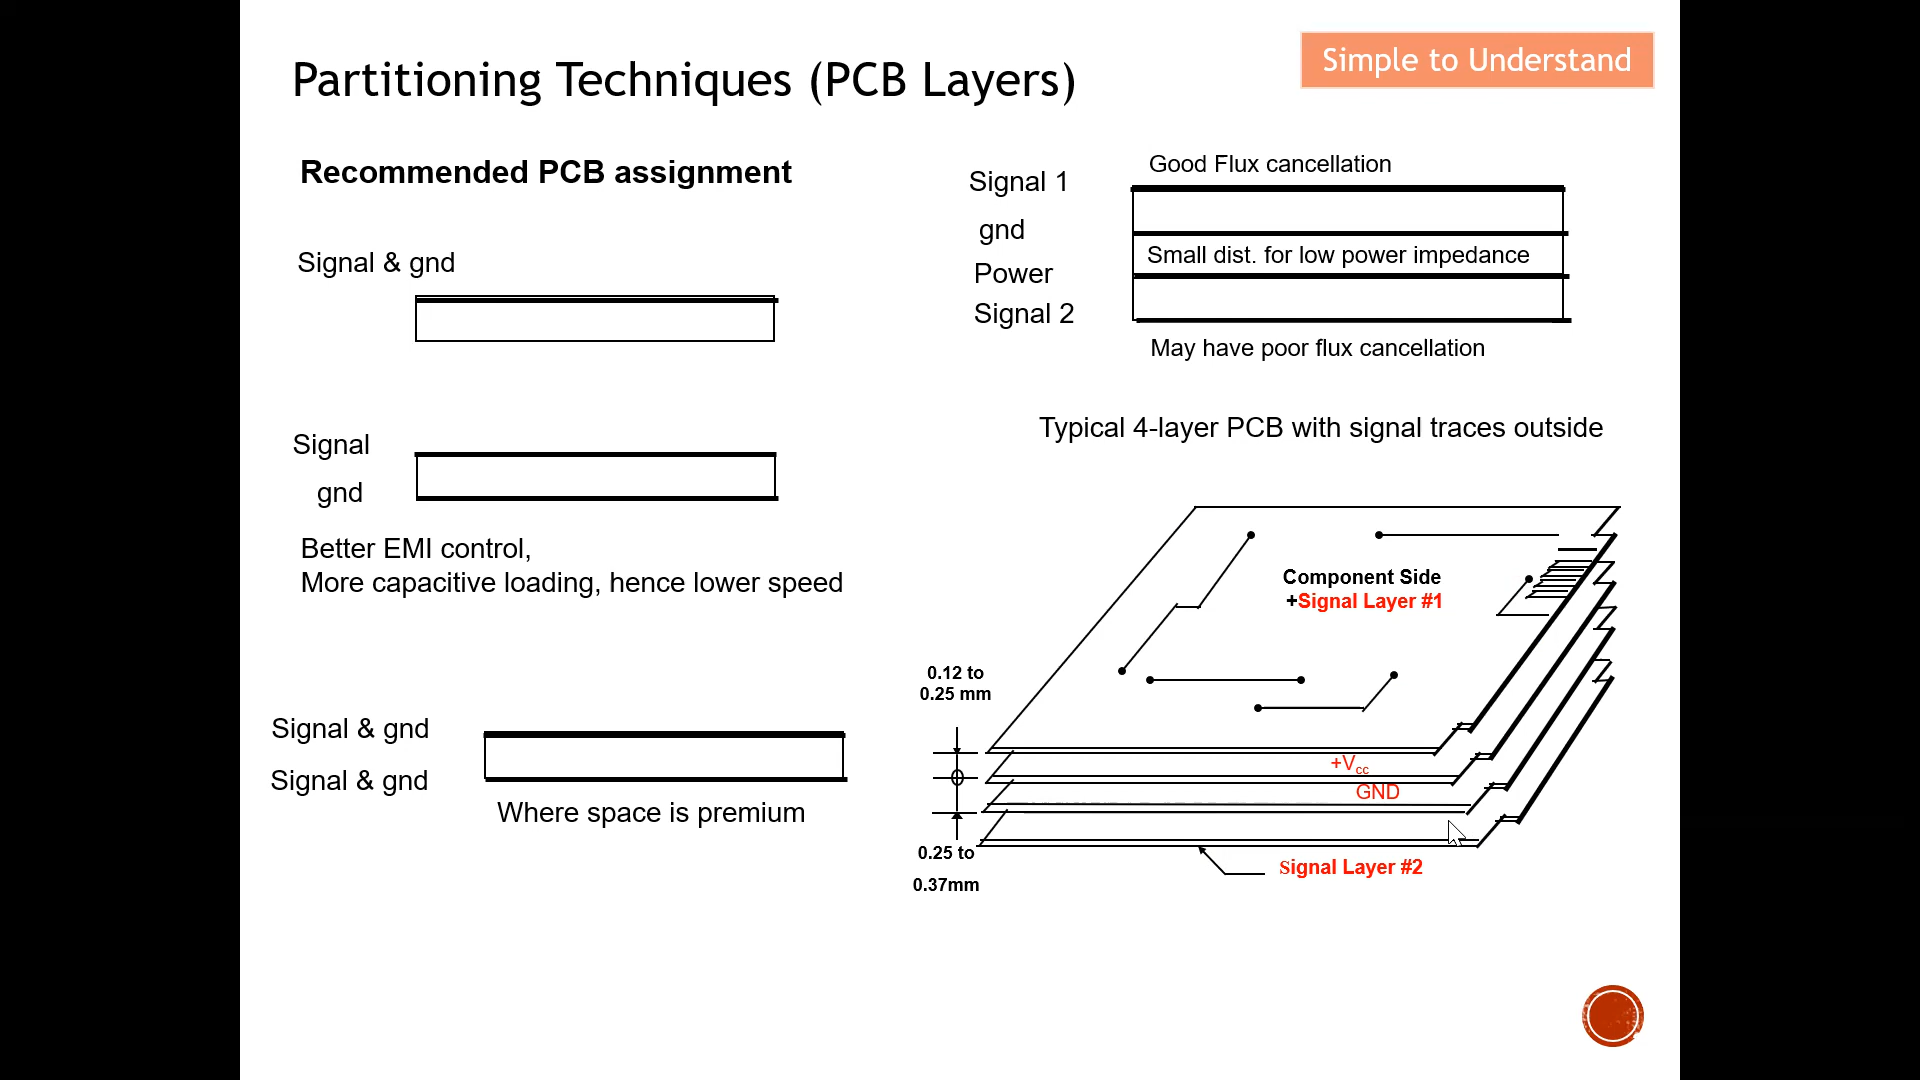 Partitioning Techniques (PCB Layers)
Simple to Understand
Recommended PCB assignment
Signal & gnd
Signal
gnd
Better EMI control,
More capacitive loading, hence lower speed
Signal & gnd
Signal & gnd
Where space is premium
Good Flux cancellation
Signal 1
gnd
Small dist. for low power impedance
Power
Signal 2
May have poor flux cancellation
Typical 4-layer PCB with signal traces outside
Component Side
+Signal Layer #1
0.12 to
0.25 mm
+Vcc
GND
0.25 to
0.37mm
Signal Layer #2